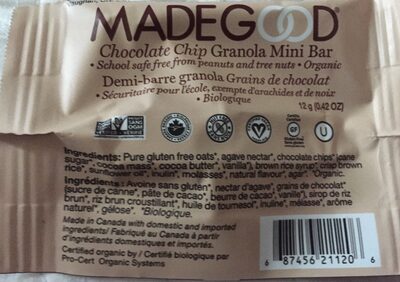 MADEGOOD®
Chocolate Chip Granola Mini Bar
• School safe free from peanuts and tree nuts • Organic
Demi-barre granola Grains de chocolat
• Sécuritaire pour l'école, exempte d'arachides et de noix
• Biologique
12 g (0,42 OZ)
GF
Ingredients: Pure gluten free oats*, agave nectar*, chocolate chips* (cane
sugar*, cocoa mass*, cocoa butter*, vanilla*), brown rice syrup*, crisp brown
rice*, sunflower oil*, inulin*, molasses*, natural flavour*, agar*. *Organic.
Ingrédients : Avoine sans gluten*, nectar d'agave*, grains de chocolat*
(sucre de canne*, pâte de cacao*, beurre de cacao*, vanille*), sirop de riz
brun*, riz brun croustillant*, huile de tournesol*, inuline*, mélasse*, arôme
naturel*, gélose*. *Biologique.
Made in Canada with domestic and imported
ingredients/ Fabriqué au Canada à partir
d'ingrédients domestiques et importés.
Certified organic by / Certifié biologique par
Pro-Cert Organic Systems
6 87456 21120 6